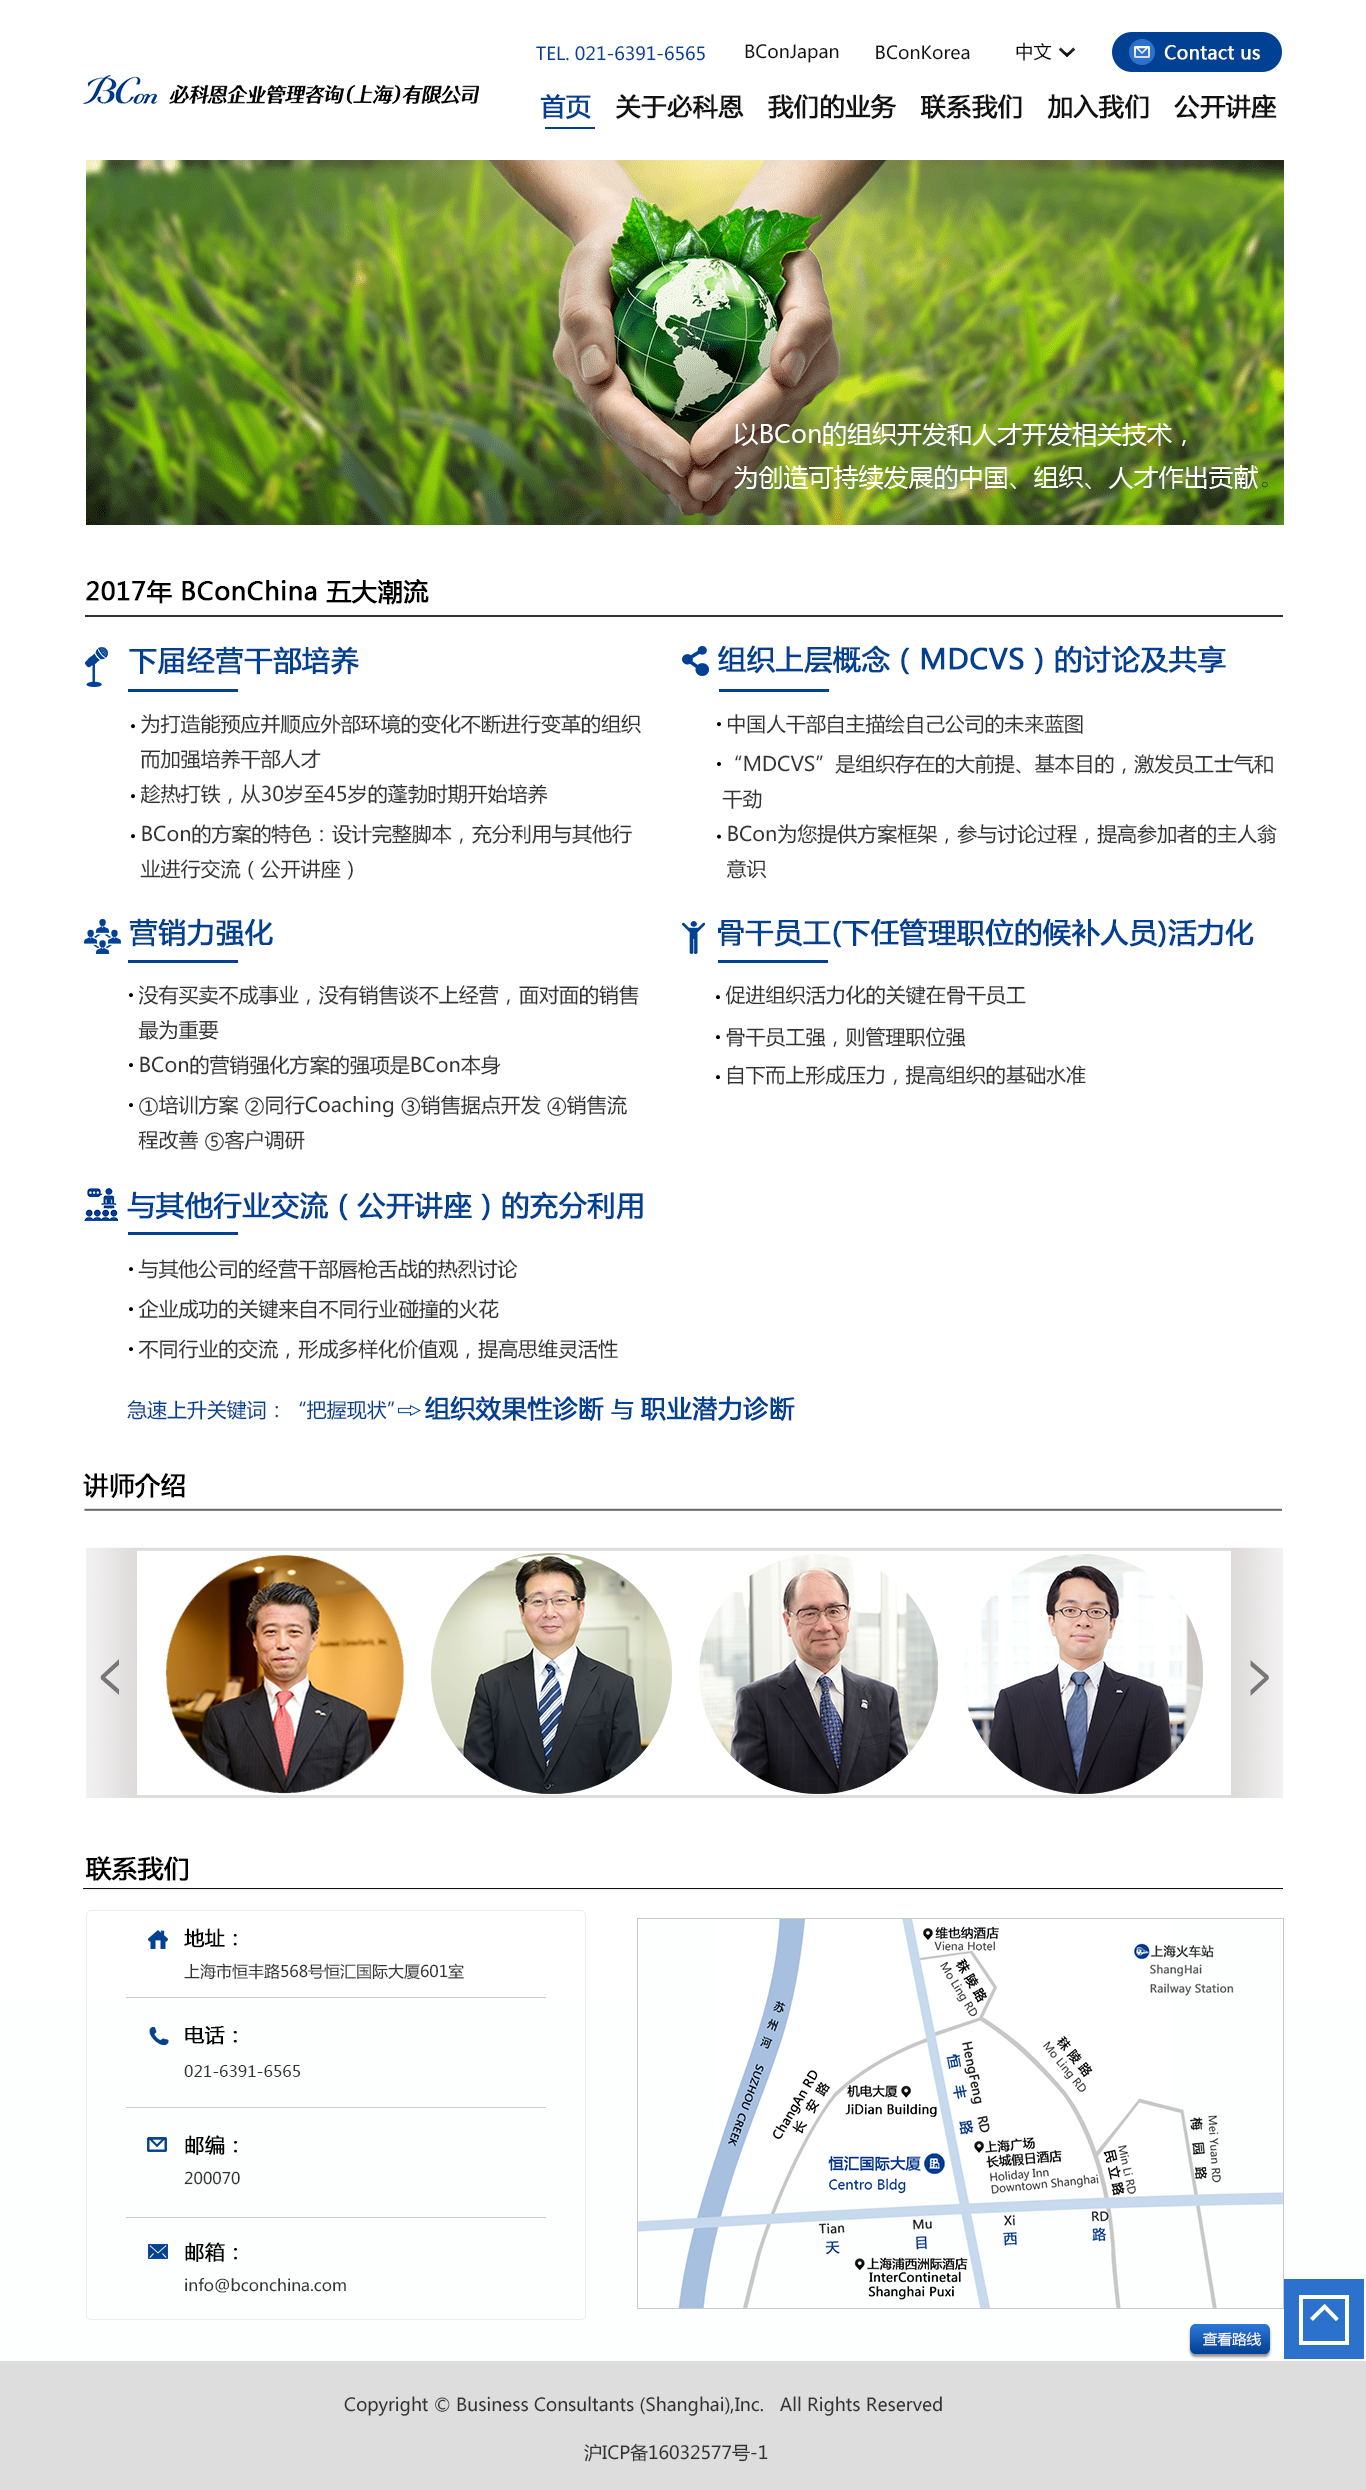 TEL. 021-6391-6565 BConJapan BConKorea 中文 Contact us
BCon 必科恩企业管理咨询(上海)有限公司
首页 关于必科恩 我们的业务 联系我们 加入我们 公开讲座
以BCon的组织开发和人才开发相关技术，
为创造可持续发展的中国、组织、人才作出贡献。
2017年 BConChina 五大潮流
下届经营干部培养
• 为打造能预应并顺应外部环境的变化不断进行变革的组织
而加强培养干部人才
• 趁热打铁，从30岁至45岁的蓬勃时期开始培养
• BCon的方案的特色：设计完整脚本，充分利用与其他行
业进行交流（公开讲座）
组织上层概念（MDCVS）的讨论及共享
• 中国人干部自主描绘自己公司的未来蓝图
• “MDCVS”是组织存在的大前提、基本目的，激发员工士气和
干劲
• BCon为您提供方案框架，参与讨论过程，提高参加者的主人翁
意识
营销力强化
• 没有买卖不成事业，没有销售谈不上经营，面对面的销售
最为重要
• BCon的营销强化方案的强项是BCon本身
• ①培训方案 ②同行Coaching ③销售据点开发 ④销售流
程改善 ⑤客户调研
骨干员工(下任管理职位的候补人员)活力化
• 促进组织活力化的关键在骨干员工
• 骨干员工强，则管理职位强
• 自下而上形成压力，提高组织的基础水准
与其他行业交流（公开讲座）的充分利用
• 与其他公司的经营干部唇枪舌战的热烈讨论
• 企业成功的关键来自不同行业碰撞的火花
• 不同行业的交流，形成多样化价值观，提高思维灵活性
急速上升关键词：“把握现状”⇨组织效果性诊断 与 职业潜力诊断
讲师介绍
联系我们
地址：
上海市恒丰路568号恒汇国际大厦601室
电话：
021-6391-6565
邮编：
200070
邮箱：
info@bconchina.com
维也纳酒店
Viena Hotel
上海火车站
ShangHai
Railway Station
秣陵路
Mo Ling RD
苏州河 SUZHOU CREEK
HengFeng RD
恒丰路
秣陵路
Mo Ling RD
ChangAn RD
长安路
机电大厦
JiDian Building
上海广场
长城假日酒店
Holiday Inn
Downtown Shanghai
民立路
Min Li RD
梅园路
Mei Yuan RD
恒汇国际大厦
Centro Bldg
Tian Mu Xi RD
天 目 西 路
上海浦西洲际酒店
InterContinetal
Shanghai Puxi
查看路线
Copyright © Business Consultants (Shanghai),Inc. All Rights Reserved
沪ICP备16032577号-1